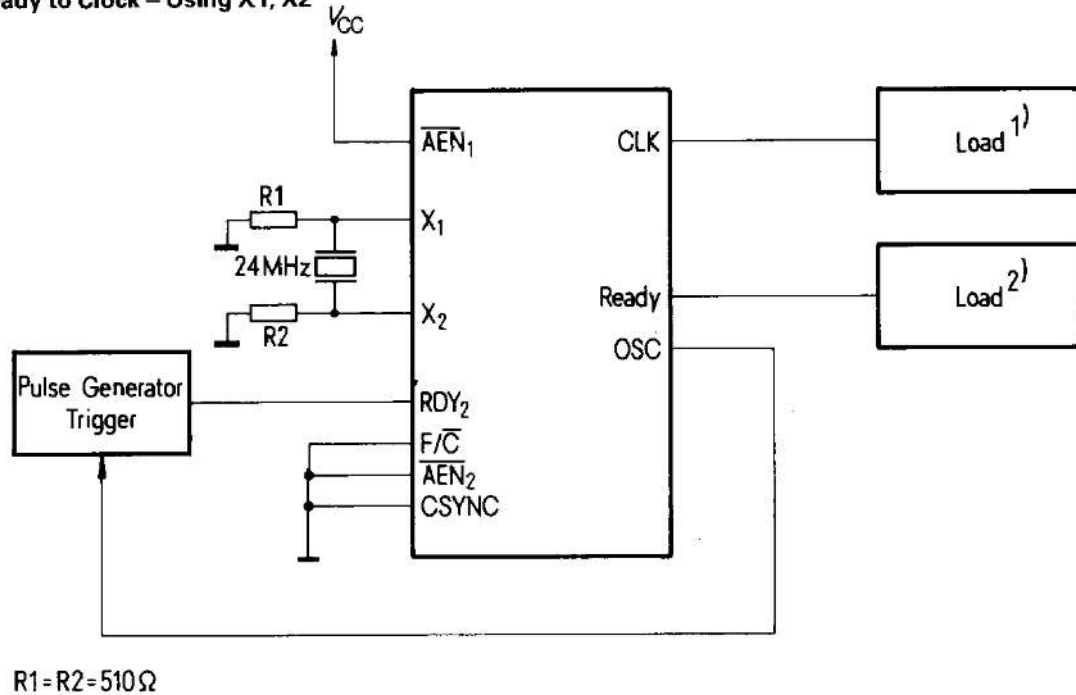 ady to Clock – Using X1, X2
VCC
AEN1
CLK
Load 1)
R1
X1
24MHz
Ready
Load 2)
X2
R2
OSC
Pulse Generator
Trigger
RDY2
F/C
AEN2
CSYNC
R1=R2=510Ω